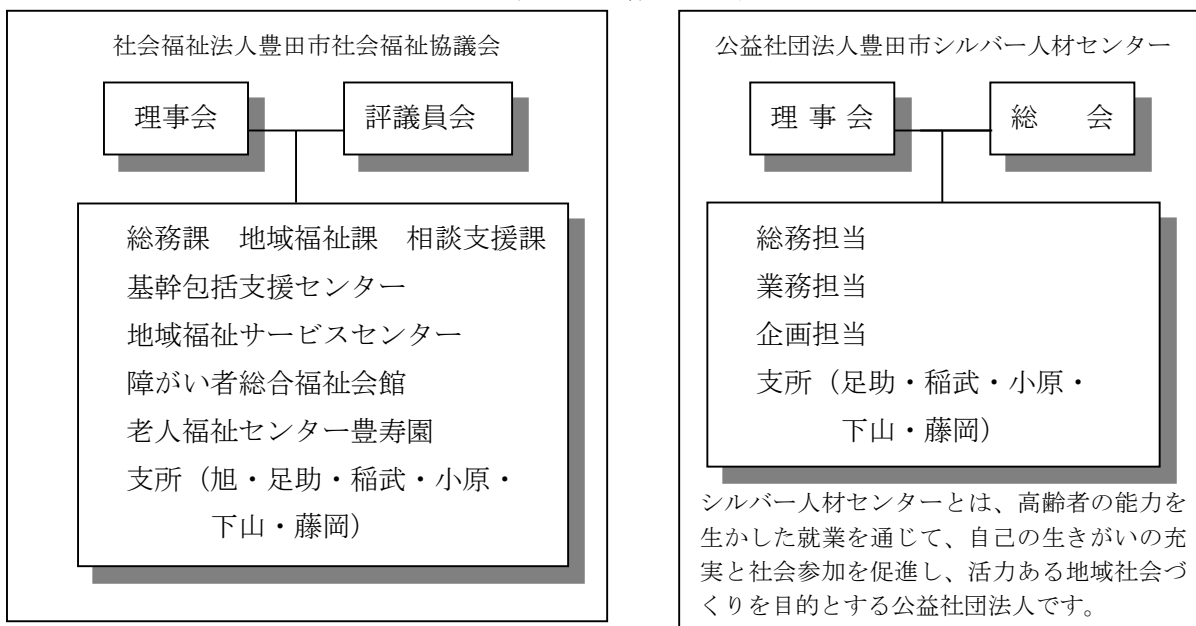 社会福祉法人豊田市社会福祉協議会
理事会
評議員会
総務課　地域福祉課　相談支援課
基幹包括支援センター
地域福祉サービスセンター
障がい者総合福祉会館
老人福祉センター豊寿園
支所（旭・足助・稲武・小原・
下山・藤岡）
公益社団法人豊田市シルバー人材センター
理事会
総　会
総務担当
業務担当
企画担当
支所（足助・稲武・小原・
下山・藤岡）
シルバー人材センターとは、高齢者の能力を
生かした就業を通じて、自己の生きがいの充
実と社会参加を促進し、活力ある地域社会づ
くりを目的とする公益社団法人です。